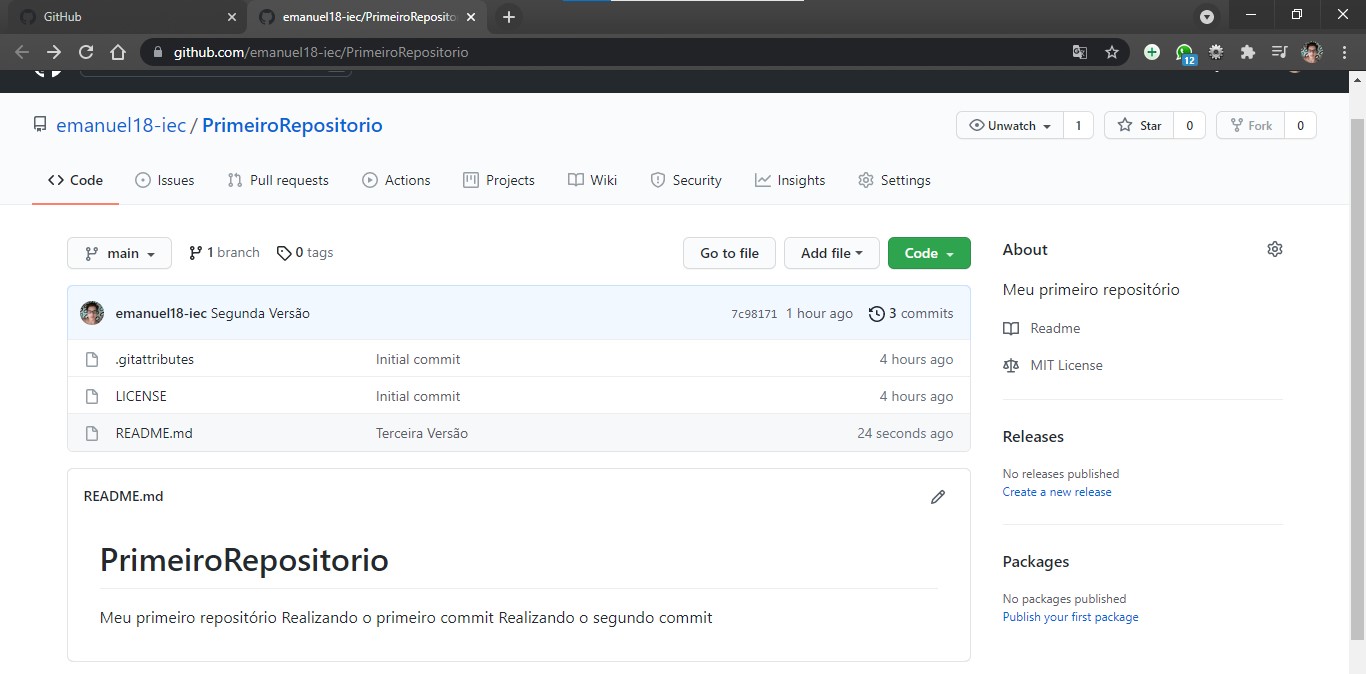 GitHub
emanuel18-iec/PrimeiroReposito
github.com/emanuel18-iec/PrimeiroRepositorio
12
emanuel18-iec / PrimeiroRepositorio
Unwatch 1 Star 0 Fork 0
Code Issues Pull requests Actions Projects Wiki Security Insights Settings
main 1 branch 0 tags Go to file Add file Code
emanuel18-iec Segunda Versão 7c98171 1 hour ago 3 commits
.gitattributes Initial commit 4 hours ago
LICENSE Initial commit 4 hours ago
README.md Terceira Versão 24 seconds ago
README.md
PrimeiroRepositorio
Meu primeiro repositório Realizando o primeiro commit Realizando o segundo commit
About
Meu primeiro repositório
Readme
MIT License
Releases
No releases published
Create a new release
Packages
No packages published
Publish your first package